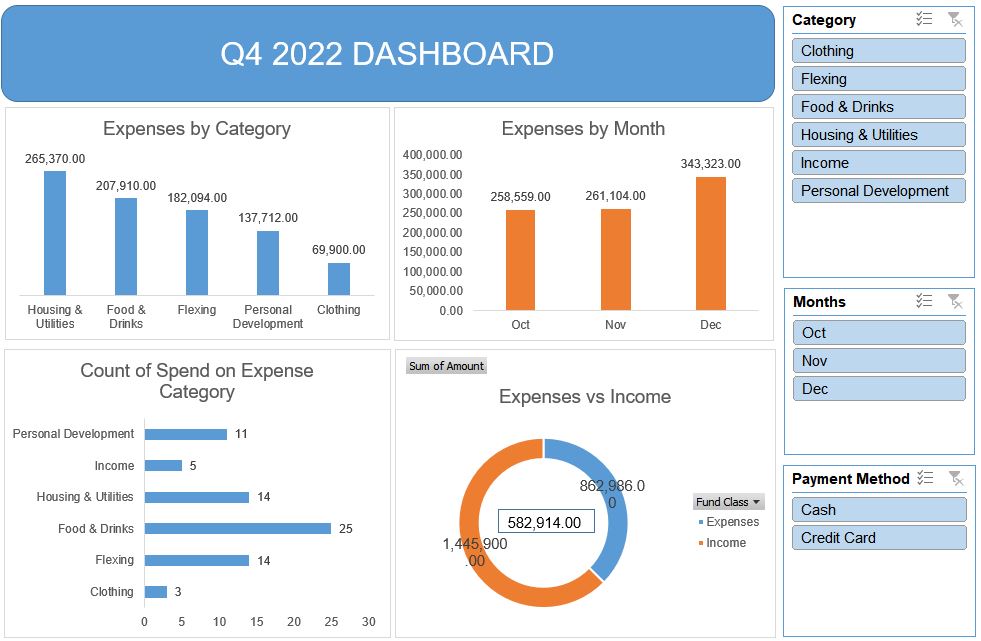 Q4 2022 DASHBOARD
Expenses by Category
265,370.00
207,910.00
182,094.00
137,712.00
69,900.00
Housing &
Utilities
Food &
Drinks
Flexing
Personal
Development
Clothing
Expenses by Month
400,000.00
350,000.00
300,000.00
250,000.00
200,000.00
150,000.00
100,000.00
50,000.00
0.00
258,559.00
261,104.00
343,323.00
Oct
Nov
Dec
Count of Spend on Expense
Category
Personal Development 11
Income 5
Housing & Utilities 14
Food & Drinks 25
Flexing 14
Clothing 3
0 5 10 15 20 25 30
Sum of Amount
Expenses vs Income
862,986.0
0
582,914.00
1,445,900
.00
Fund Class
Expenses
Income
Category
Clothing
Flexing
Food & Drinks
Housing & Utilities
Income
Personal Development
Months
Oct
Nov
Dec
Payment Method
Cash
Credit Card